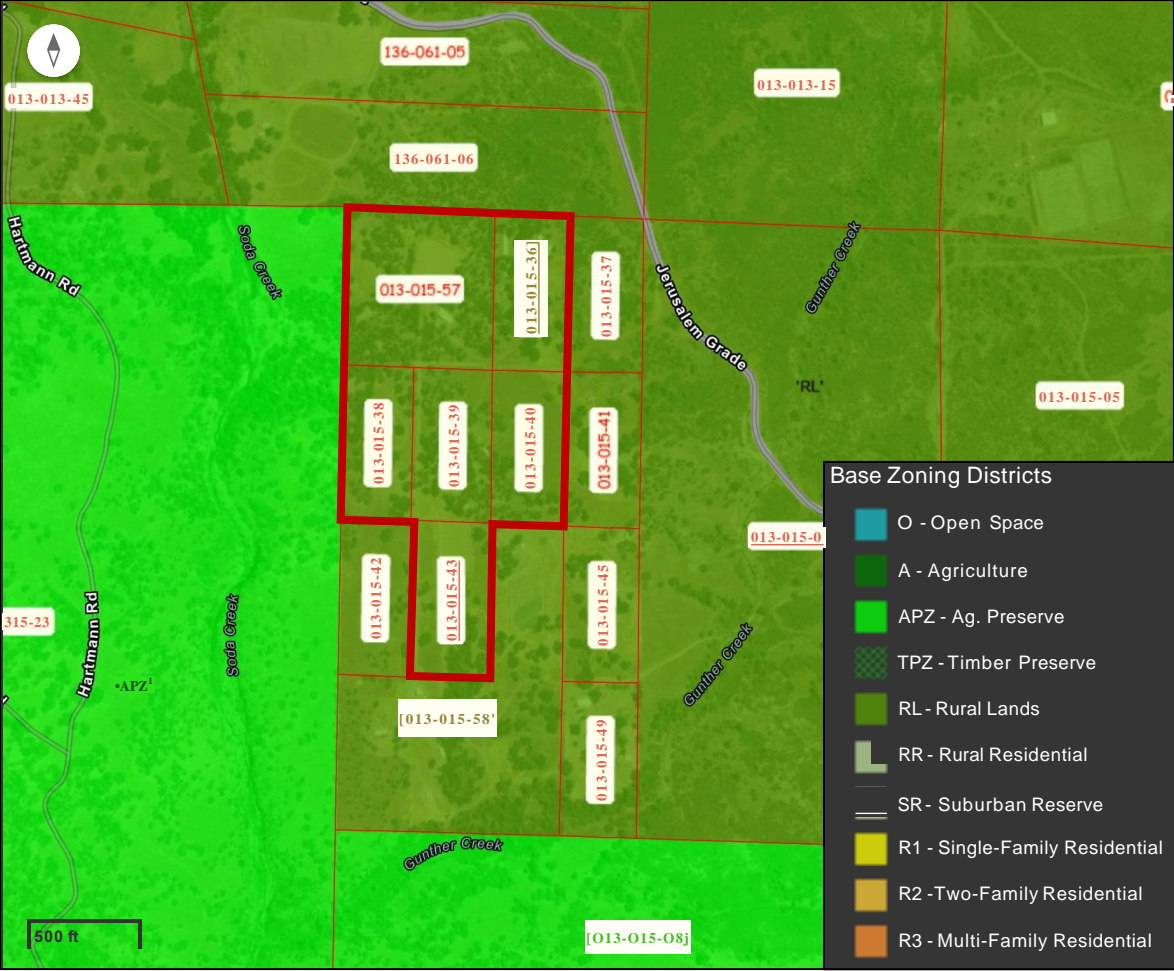 136-061-05
013-013-15
013-013-45
136-061-06
Hartmann Rd
Soda Creek
013-015-57
013-015-36]
013-015-37
Jerusalem Grade
Gunther Creek
'RL'
013-015-05
013-015-38
013-015-39
013-015-40
013-015-41
Base Zoning Districts
O - Open Space
A - Agriculture
APZ - Ag. Preserve
TPZ - Timber Preserve
RL - Rural Lands
RR - Rural Residential
SR - Suburban Reserve
R1 - Single-Family Residential
R2 -Two-Family Residential
R3 - Multi-Family Residential
013-015-0
013-015-42
013-015-43
013-015-45
315-23
Hartmann Rd
Soda Creek
Gunther Creek
•APZ1
[013-015-58'
013-015-49
Gunther Creek
500 ft
[O13-O15-O8j